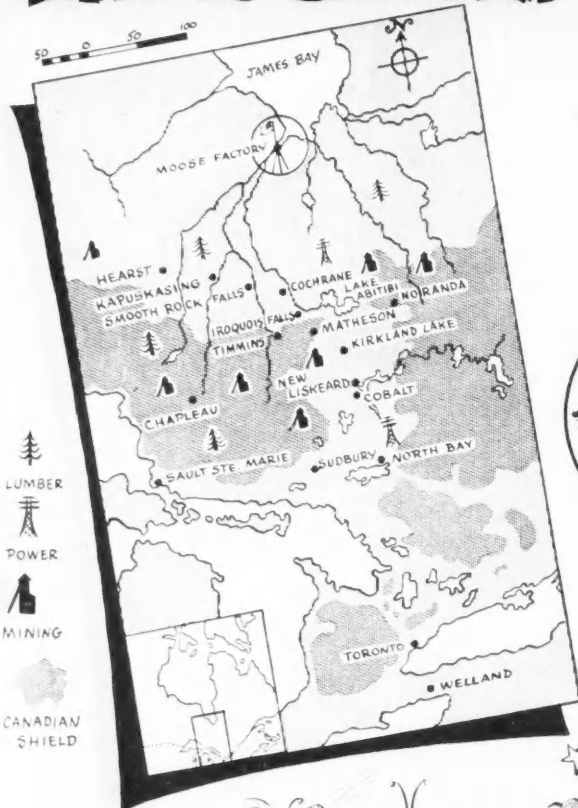 50 0 50 100
N
JAMES BAY
MOOSE FACTORY
HEARST
KAPUSKASING
SMOOTH ROCK FALLS
COCHRANE
LAKE
ABITIBI
NORANDA
IROQUOIS FALLS
TIMMINS
MATHESON
KIRKLAND LAKE
NEW
LISKEARD
COBALT
CHAPLEAU
SUDBURY
NORTH BAY
SAULT STE. MARIE
TORONTO
WELLAND
LUMBER
POWER
MINING
CANADIAN
SHIELD